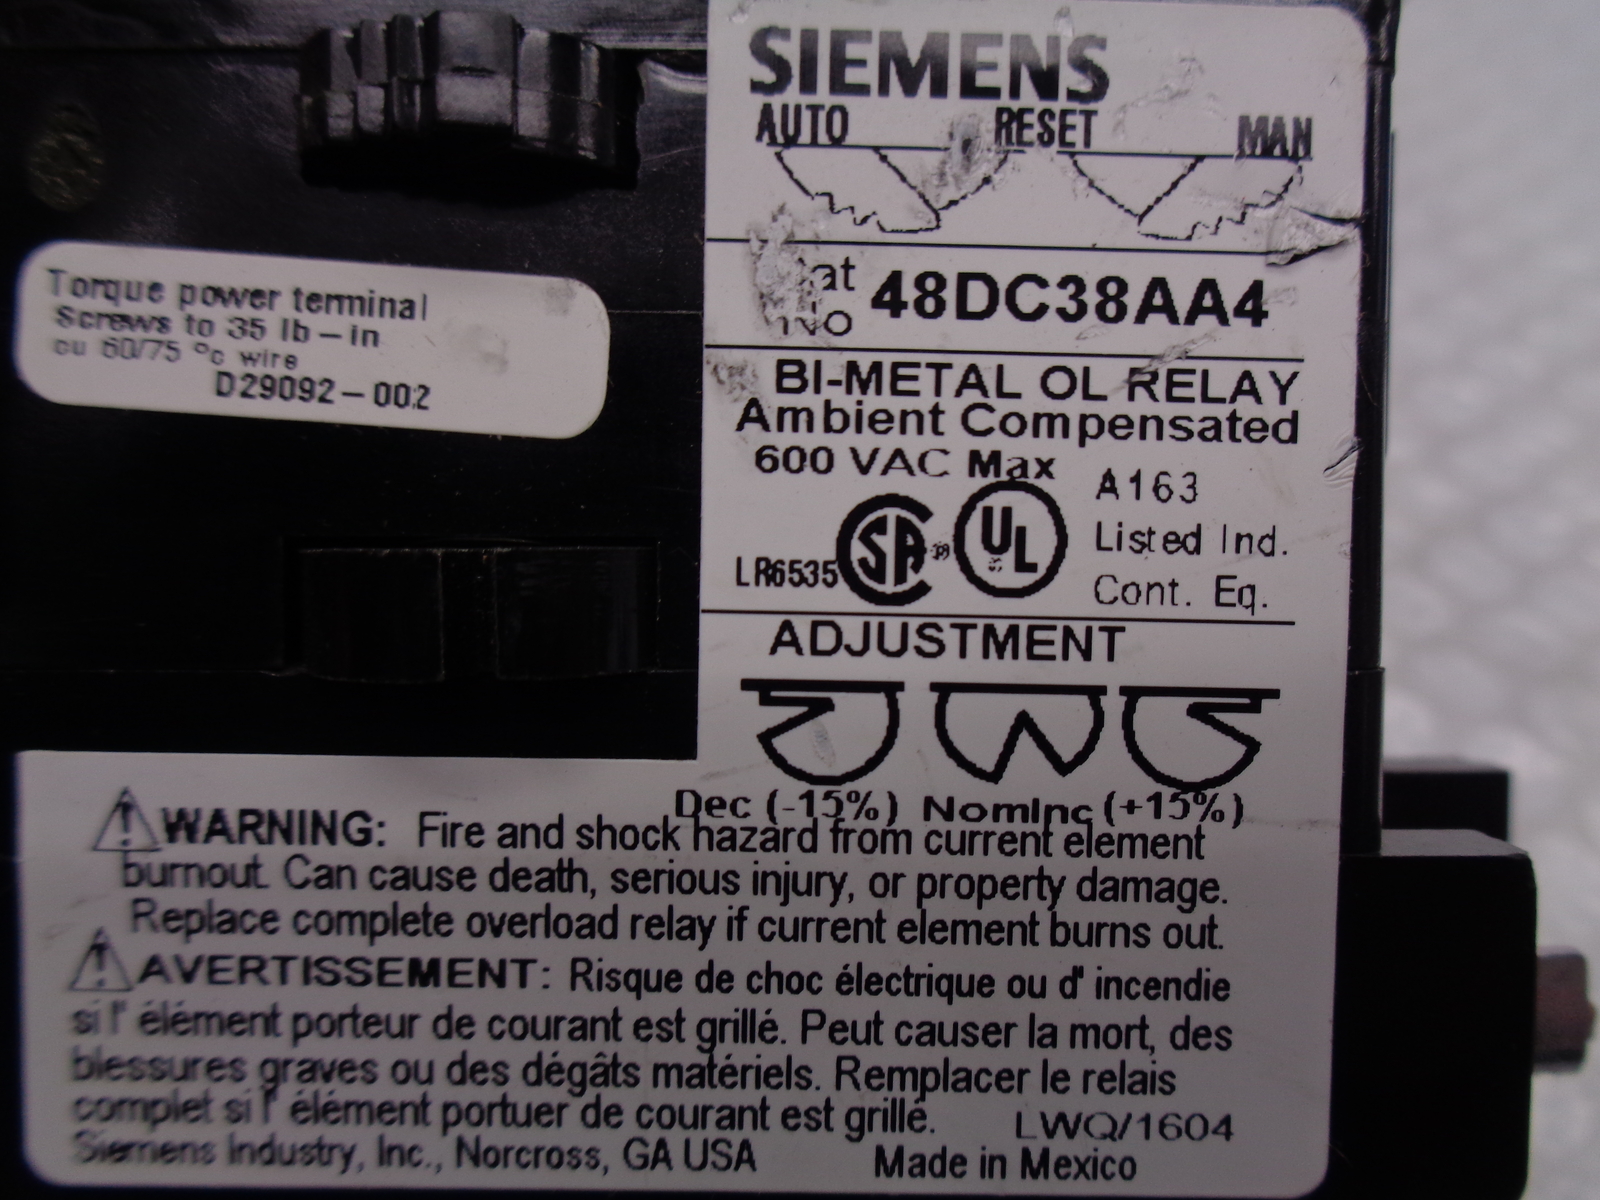 SIEMENS
AUTO RESET MAN
48DC38AA4
BI-METAL OL RELAY
Ambient Compensated
600 VAC Max
A163
Listed Ind.
Cont. Eq.
LR6535 SA ® UL
ADJUSTMENT
Dec (-15%) Nom Inc (+15%)
Torque power terminal
Screws to 35 lb-in
cu 60/75 °c wire
D29092-002
WARNING: Fire and shock hazard from current element
burnout. Can cause death, serious injury, or property damage.
Replace complete overload relay if current element burns out.
AVERTISSEMENT: Risque de choc électrique ou d' incendie
si l' élément porteur de courant est grillé. Peut causer la mort, des
blessures graves ou des dégâts matériels. Remplacer le relais
complet si l' élément portuer de courant est grillé. LWQ/1604
Siemens Industry, Inc., Norcross, GA USA Made in Mexico